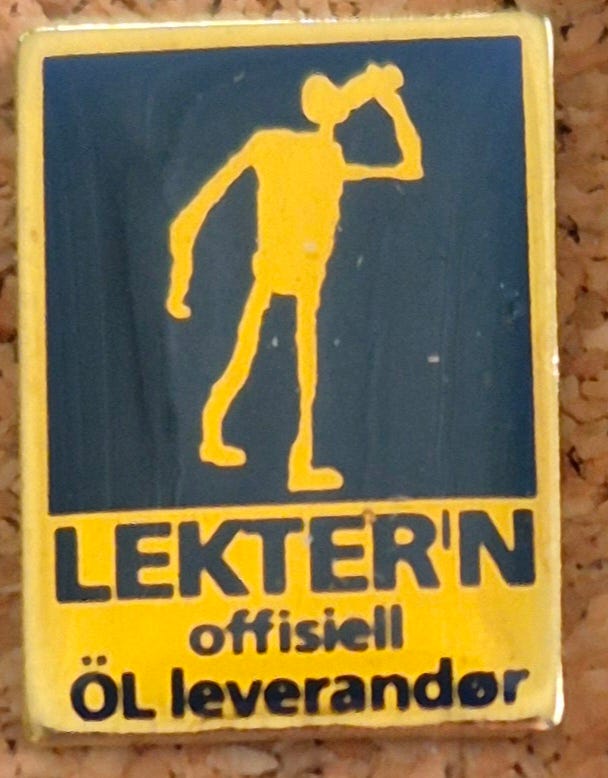 LEKTER'N
offisiell
ÖL leverandør